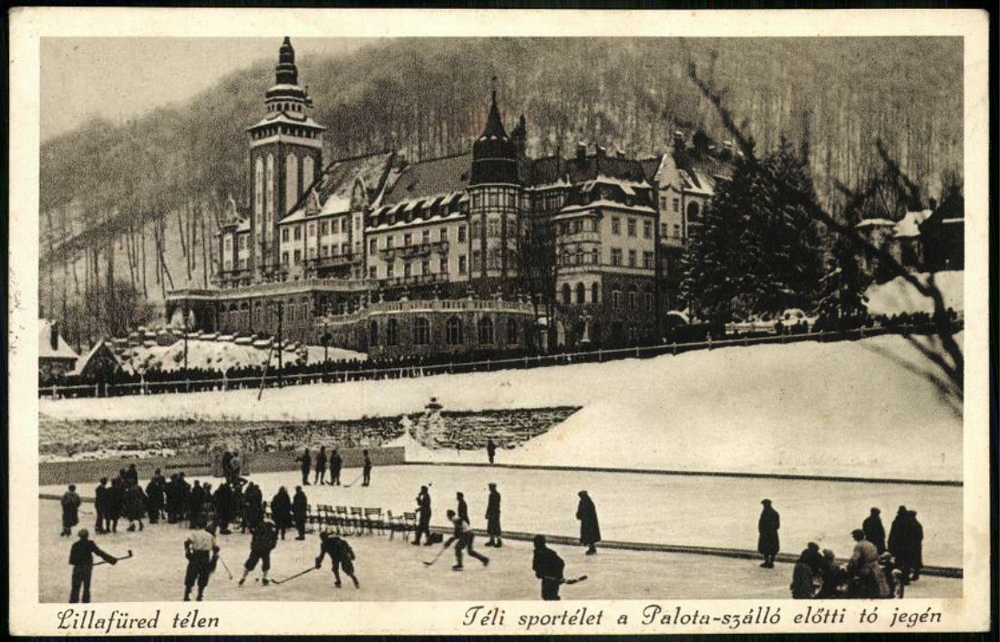 Lillafüred télen
Téli sportélet a Palota-szálló előtti tó jegén